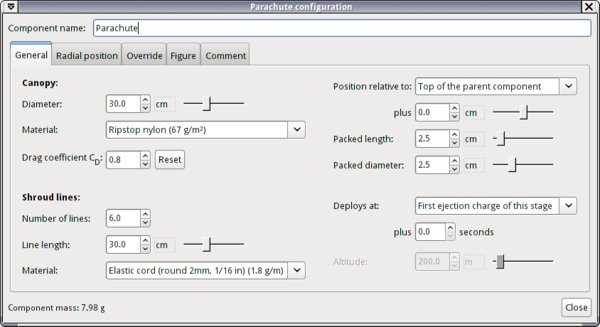 Parachute configuration
Component name: Parachute
General Radial position Override Figure Comment
Canopy:
Diameter: 30.0 cm
Material: Ripstop nylon (67 g/m²)
Drag coefficient CD: 0.8 Reset
Shroud lines:
Number of lines: 6.0
Line length: 30.0 cm
Material: Elastic cord (round 2mm, 1/16 in) (1.8 g/m)
Position relative to: Top of the parent component
plus 0.0 cm
Packed length: 2.5 cm
Packed diameter: 2.5 cm
Deploys at: First ejection charge of this stage
plus 0.0 seconds
Altitude: 200.0 m
Component mass: 7.98 g
Close